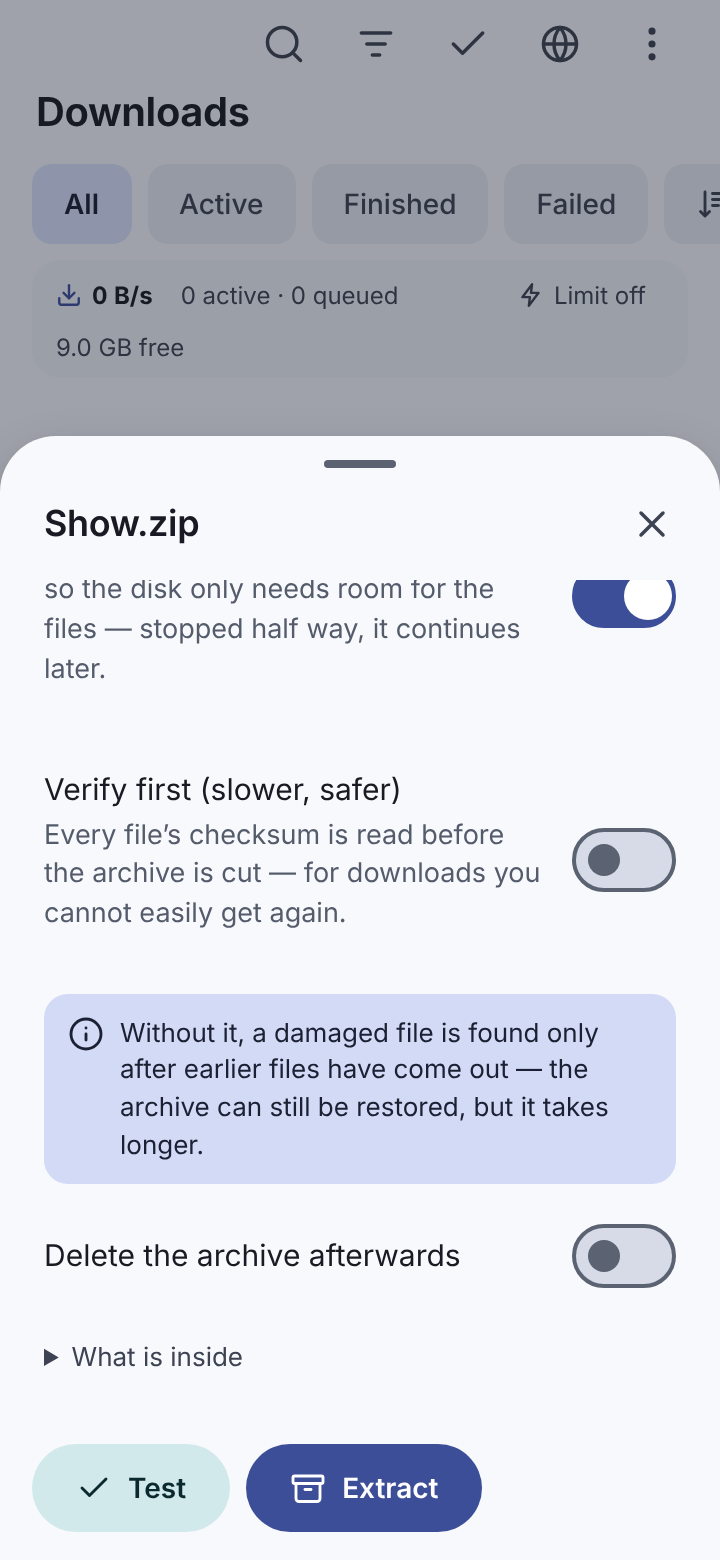 Downloads
All
Active
Finished
Failed
0 B/s
0 active · 0 queued
Limit off
9.0 GB free
Show.zip
so the disk only needs room for the
files — stopped half way, it continues
later.
Verify first (slower, safer)
Every file’s checksum is read before
the archive is cut — for downloads you
cannot easily get again.
Without it, a damaged file is found only
after earlier files have come out — the
archive can still be restored, but it takes
longer.
Delete the archive afterwards
What is inside
Test
Extract